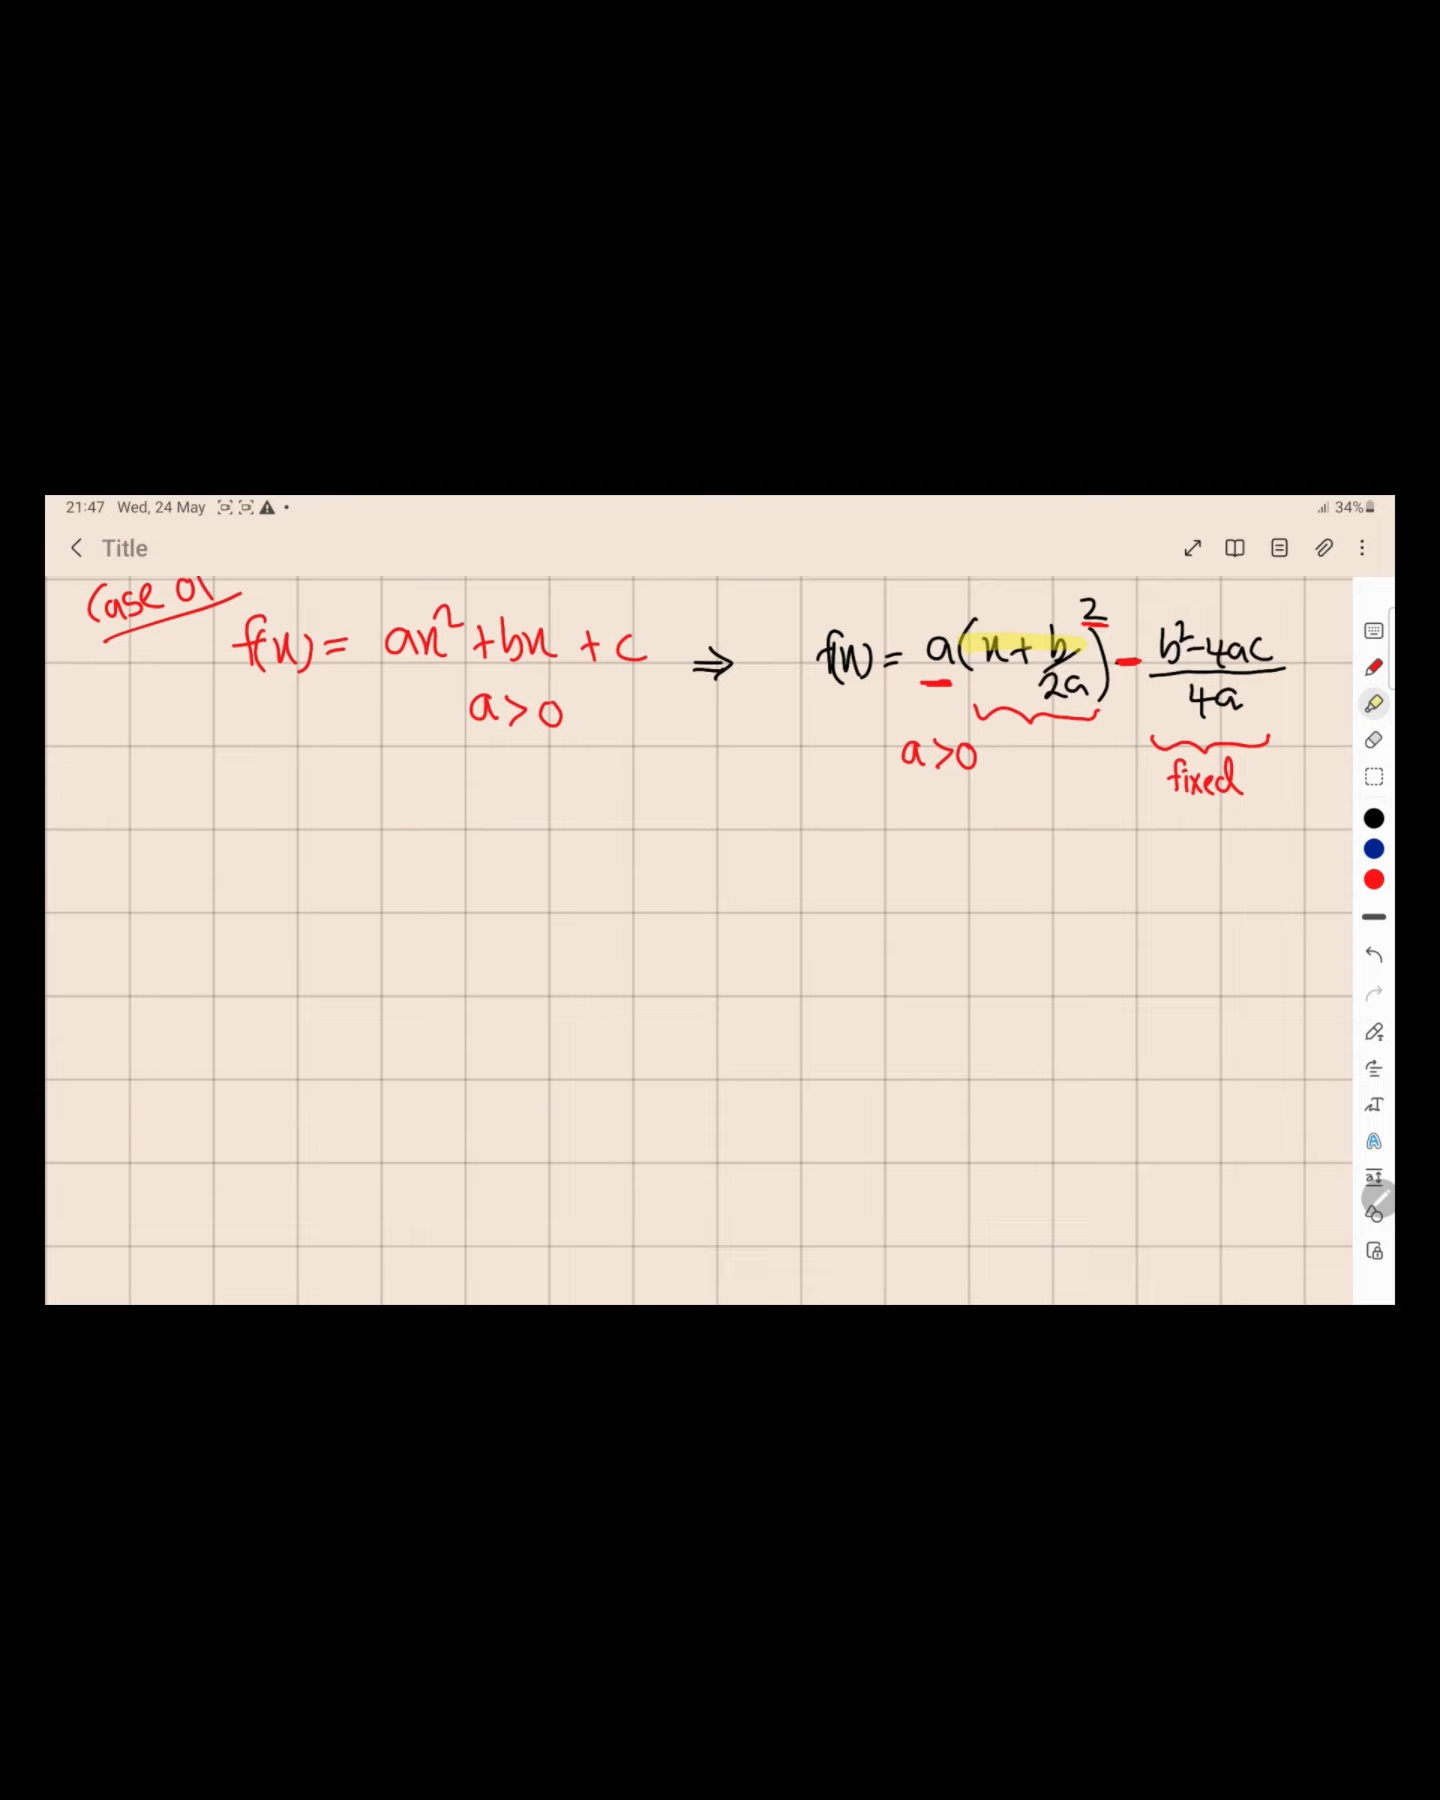 21:47 Wed, 24 May
34%
Title
Case 01
f(x) = ax² + bx + c ⇒ f(x) = a(x + b/2a)² - b²-4ac/4a
a > 0
a > 0
fixed